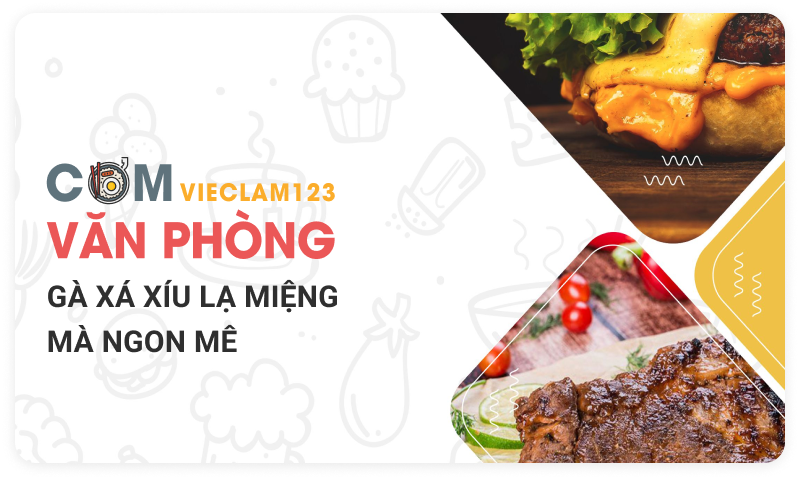 CƠM VIECLAM123
VĂN PHÒNG
GÀ XÁ XÍU LẠ MIỆNG
MÀ NGON MÊ